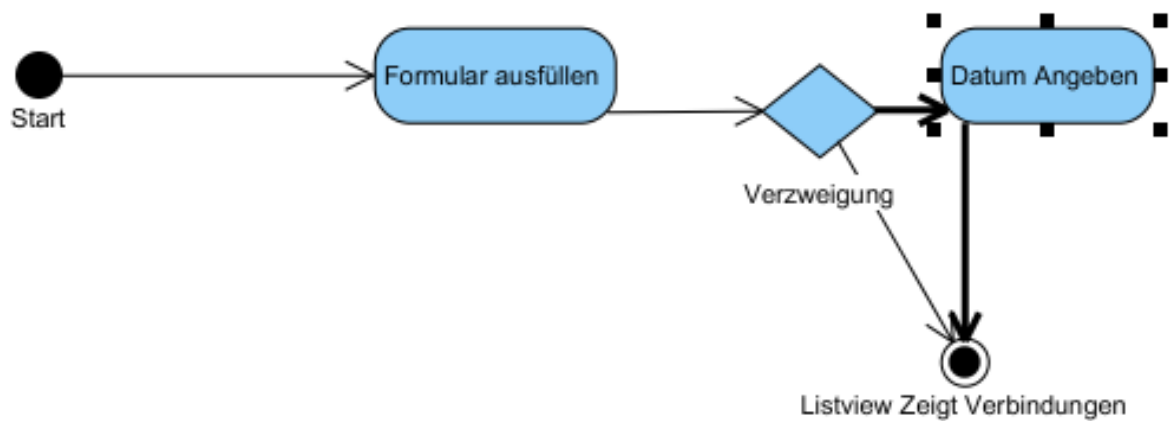 Start
Formular ausfüllen
Verzweigung
Datum Angeben
Listview Zeigt Verbindungen